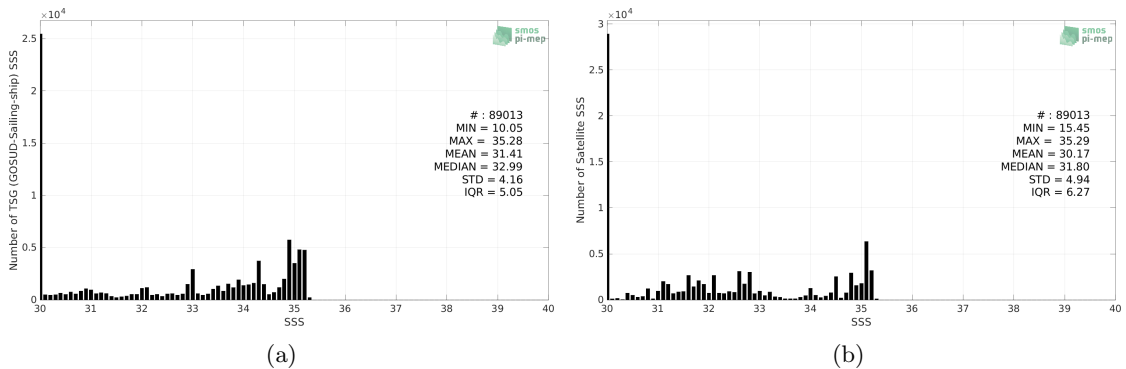 ×10⁴
2.5
2
1.5
1
0.5
0
30 31 32 33 34 35 36 37 38 39 40
SSS
Number of TSG (GOSUD-Sailing-ship) SSS
smos
pi-mep
# : 89013
MIN = 10.05
MAX = 35.28
MEAN = 31.41
MEDIAN = 32.99
STD = 4.16
IQR = 5.05
(a)
×10⁴
3
2.5
2
1.5
1
0.5
0
30 31 32 33 34 35 36 37 38 39 40
SSS
Number of Satellite SSS
smos
pi-mep
# : 89013
MIN = 15.45
MAX = 35.29
MEAN = 30.17
MEDIAN = 31.80
STD = 4.94
IQR = 6.27
(b)